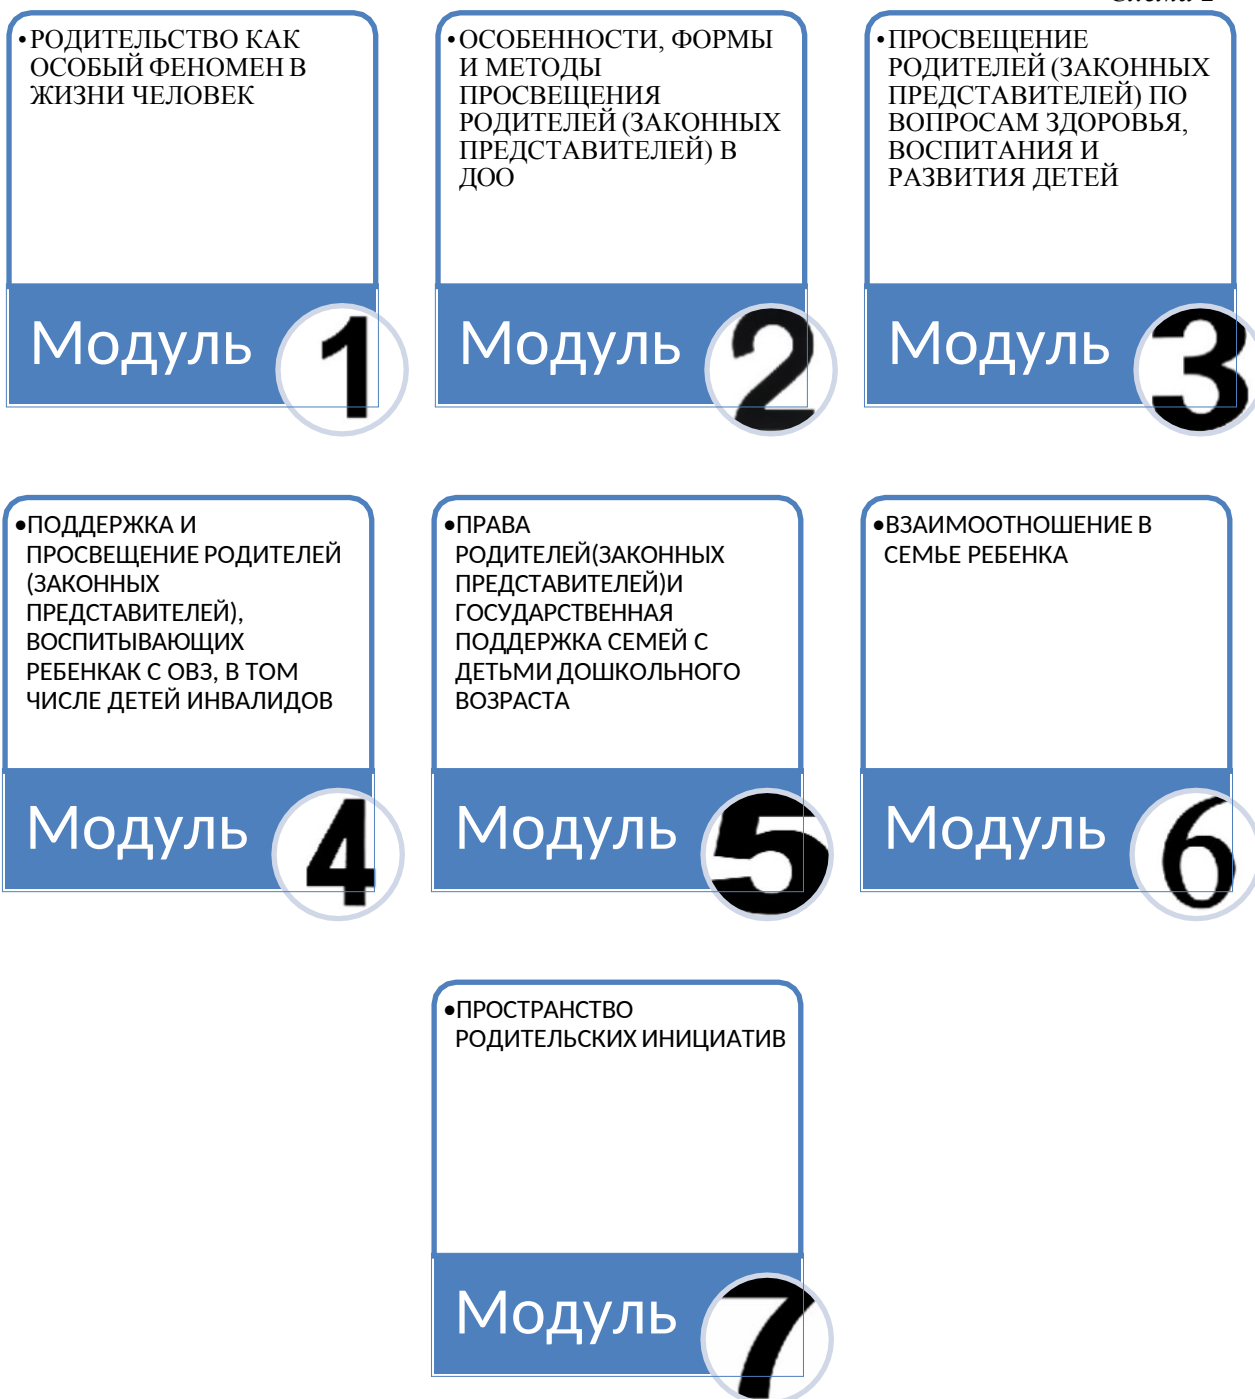 • РОДИТЕЛЬСТВО КАК
ОСОБЫЙ ФЕНОМЕН В
ЖИЗНИ ЧЕЛОВЕК
Модуль 1
• ОСОБЕННОСТИ, ФОРМЫ
И МЕТОДЫ
ПРОСВЕЩЕНИЯ
РОДИТЕЛЕЙ (ЗАКОННЫХ
ПРЕДСТАВИТЕЛЕЙ) В
ДОО
Модуль 2
• ПРОСВЕЩЕНИЕ
РОДИТЕЛЕЙ (ЗАКОННЫХ
ПРЕДСТАВИТЕЛЕЙ) ПО
ВОПРОСАМ ЗДОРОВЬЯ,
ВОСПИТАНИЯ И
РАЗВИТИЯ ДЕТЕЙ
Модуль 3
• ПОДДЕРЖКА И
ПРОСВЕЩЕНИЕ РОДИТЕЛЕЙ
(ЗАКОННЫХ
ПРЕДСТАВИТЕЛЕЙ),
ВОСПИТЫВАЮЩИХ
РЕБЕНКАК С ОВЗ, В ТОМ
ЧИСЛЕ ДЕТЕЙ ИНВАЛИДОВ
Модуль 4
• ПРАВА
РОДИТЕЛЕЙ(ЗАКОННЫХ
ПРЕДСТАВИТЕЛЕЙ)И
ГОСУДАРСТВЕННАЯ
ПОДДЕРЖКА СЕМЕЙ С
ДЕТЬМИ ДОШКОЛЬНОГО
ВОЗРАСТА
Модуль 5
• ВЗАИМООТНОШЕНИЕ В
СЕМЬЕ РЕБЕНКА
Модуль 6
• ПРОСТРАНСТВО
РОДИТЕЛЬСКИХ ИНИЦИАТИВ
Модуль 7